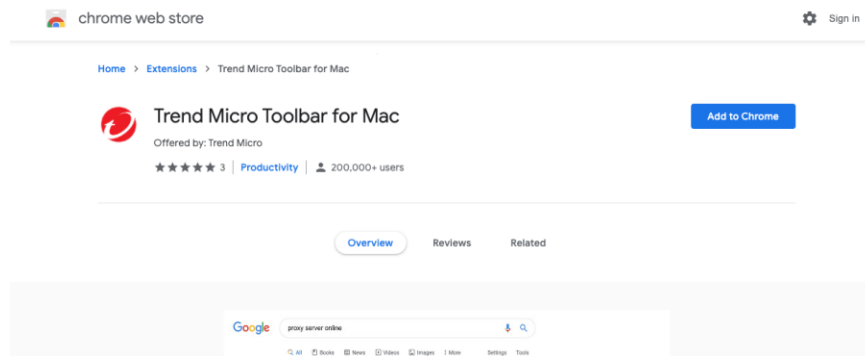 chrome web store
Sign in
Home > Extensions > Trend Micro Toolbar for Mac
Trend Micro Toolbar for Mac
Add to Chrome
Offered by: Trend Micro
★★★★★ 3 | Productivity | 200,000+ users
Overview Reviews Related
Google proxy server online
All Books News Videos Images More Settings Tools